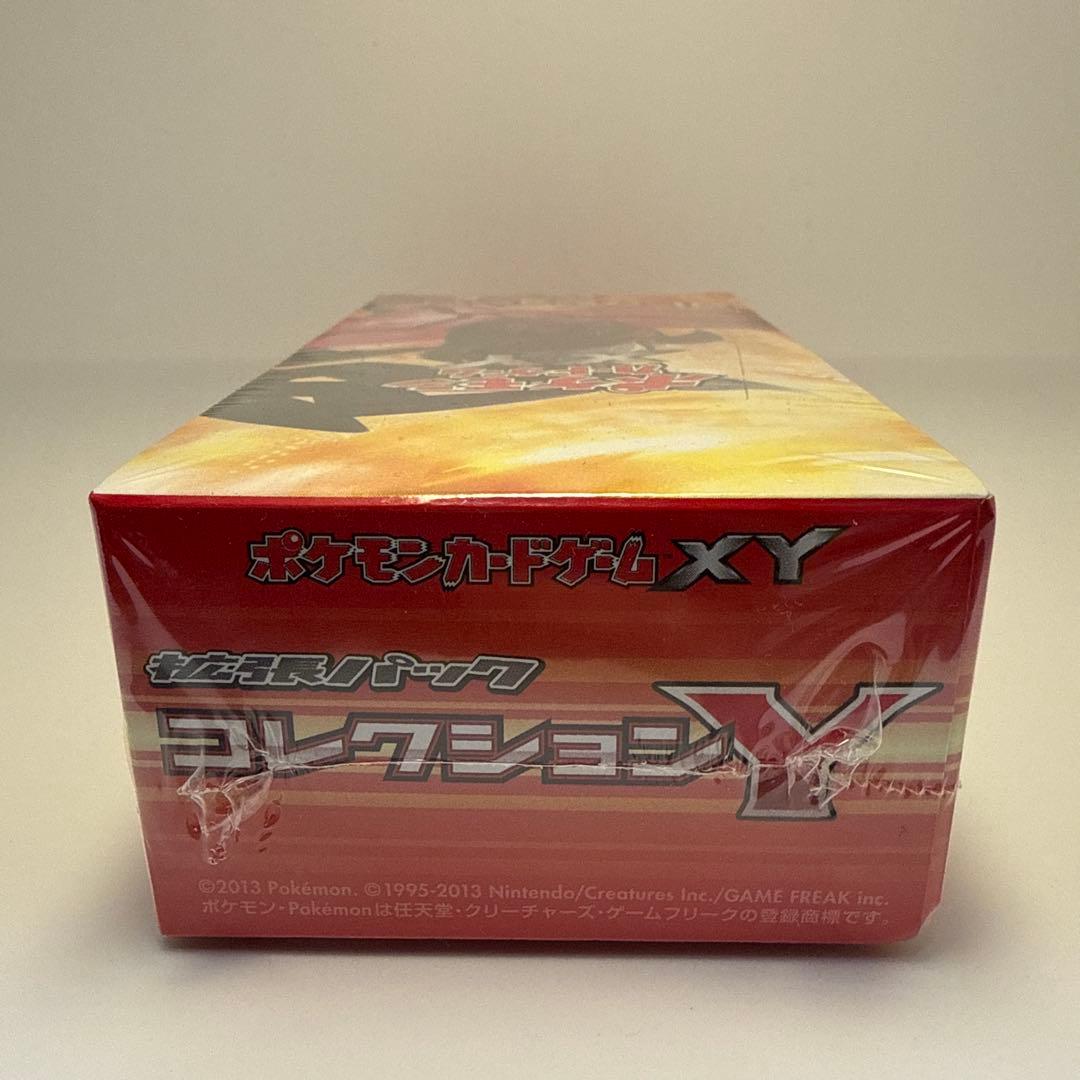 ポケモンカードゲーム™XY
拡張パック
コレクションY
©2013 Pokémon. ©1995-2013 Nintendo/Creatures Inc./GAME FREAK inc.
ポケモン・Pokémonは任天堂・クリーチャーズ・ゲームフリークの登録商標です。